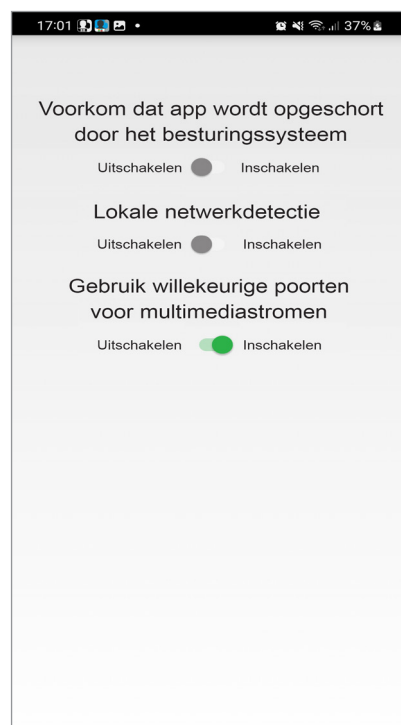 17:01 37%
Voorkom dat app wordt opgeschort
door het besturingssysteem
Uitschakelen Inschakelen
Lokale netwerkdetectie
Uitschakelen Inschakelen
Gebruik willekeurige poorten
voor multimediastromen
Uitschakelen Inschakelen